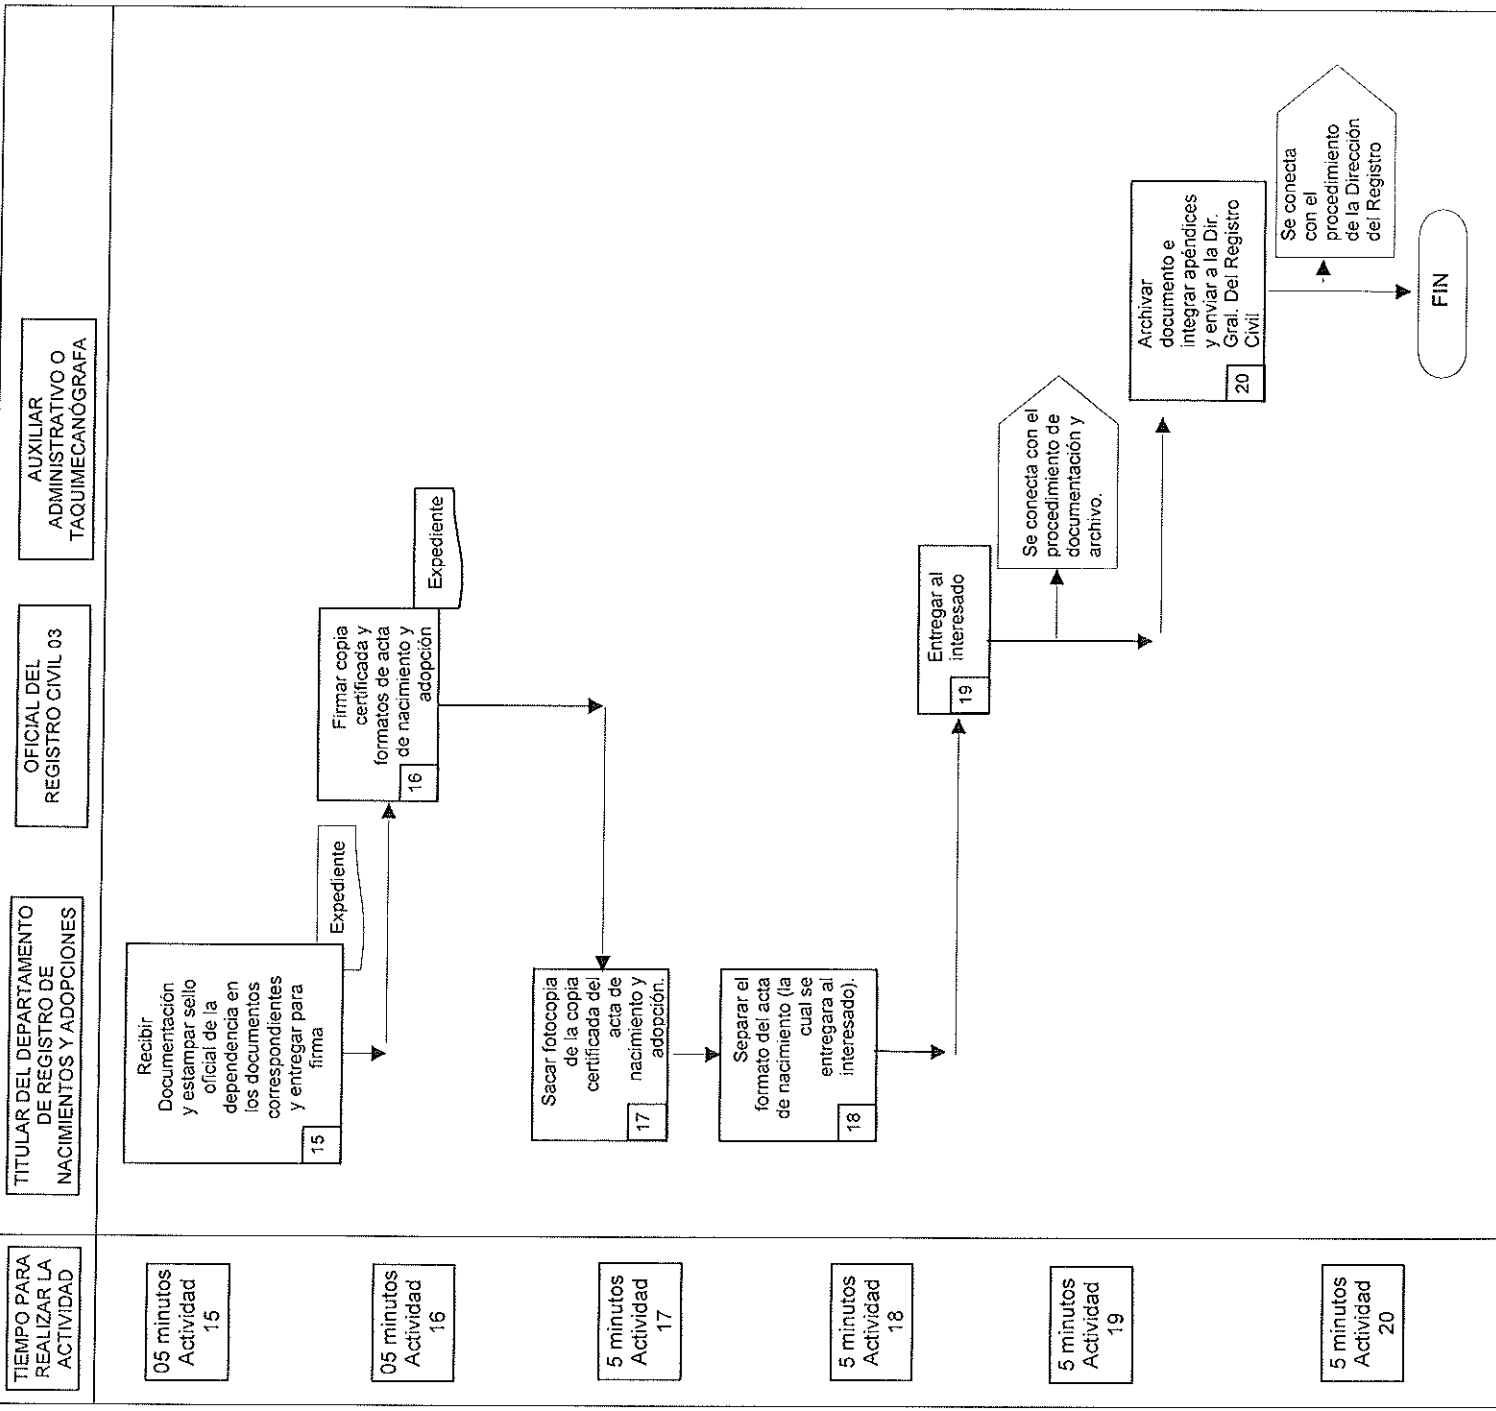 TIEMPO PARA
REALIZAR LA
ACTIVIDAD
TITULAR DEL DEPARTAMENTO
DE REGISTRO DE
NACIMIENTOS Y ADOPCIONES
OFICIAL DEL
REGISTRO CIVIL 03
AUXILIAR
ADMINISTRATIVO O
TAQUIMECANÓGRAFA
05 minutos
Actividad
15
Recibir
Documentación
y estampar sello
oficial de la
dependencia en
los documentos
correspondientes
y entregar para
firma
15
Expediente
05 minutos
Actividad
16
Firmar copia
certificada y
formatos de acta
de nacimiento y
adopción
16
Expediente
5 minutos
Actividad
17
Sacar fotocopia
de la copia
certificada del
acta de
nacimiento y
adopción.
17
5 minutos
Actividad
18
Separar el
formato del acta
de nacimiento (la
cual se
entregara al
interesado).
18
5 minutos
Actividad
19
Entregar al
interesado
19
Se conecta con el
procedimiento de
documentación y
archivo.
5 minutos
Actividad
20
Archivar
documento e
integrar apéndices
y enviar a la Dir.
Gral. Del Registro
Civil
20
Se conecta
con el
procedimiento
de la Dirección
del Registro
FIN